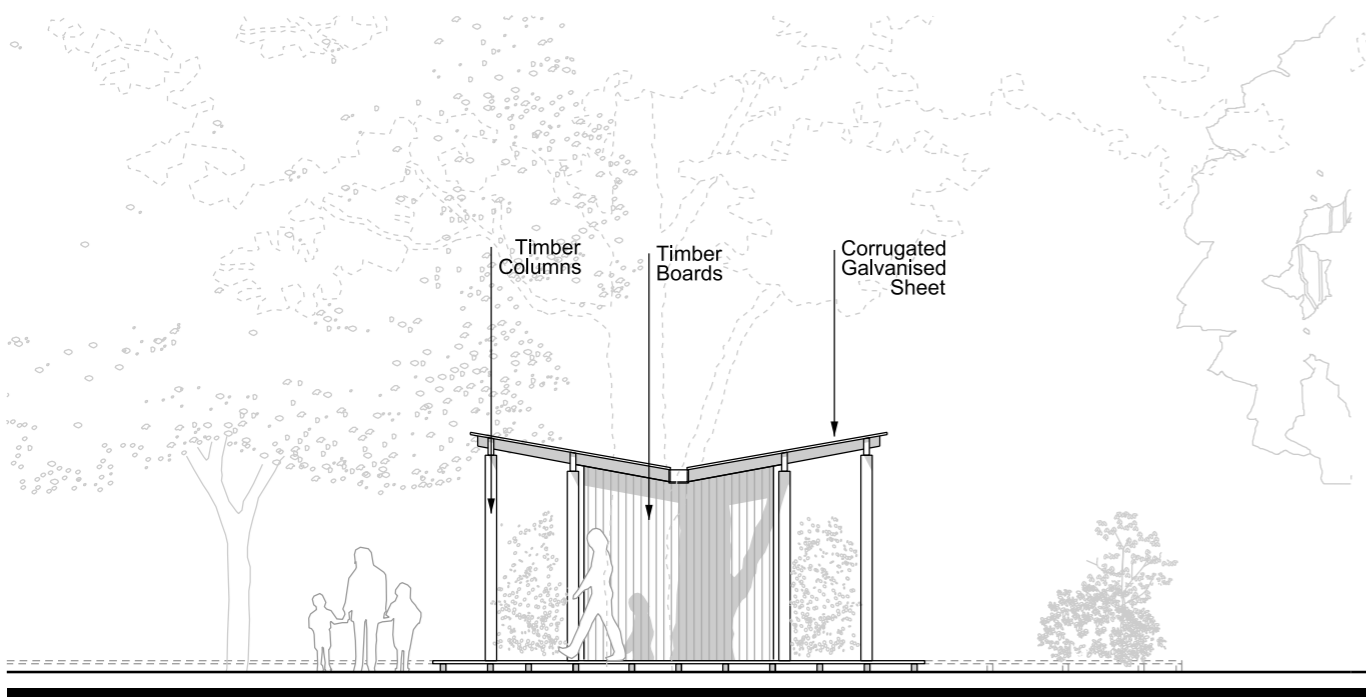 Timber
Columns
Timber
Boards
Corrugated
Galvanised
Sheet